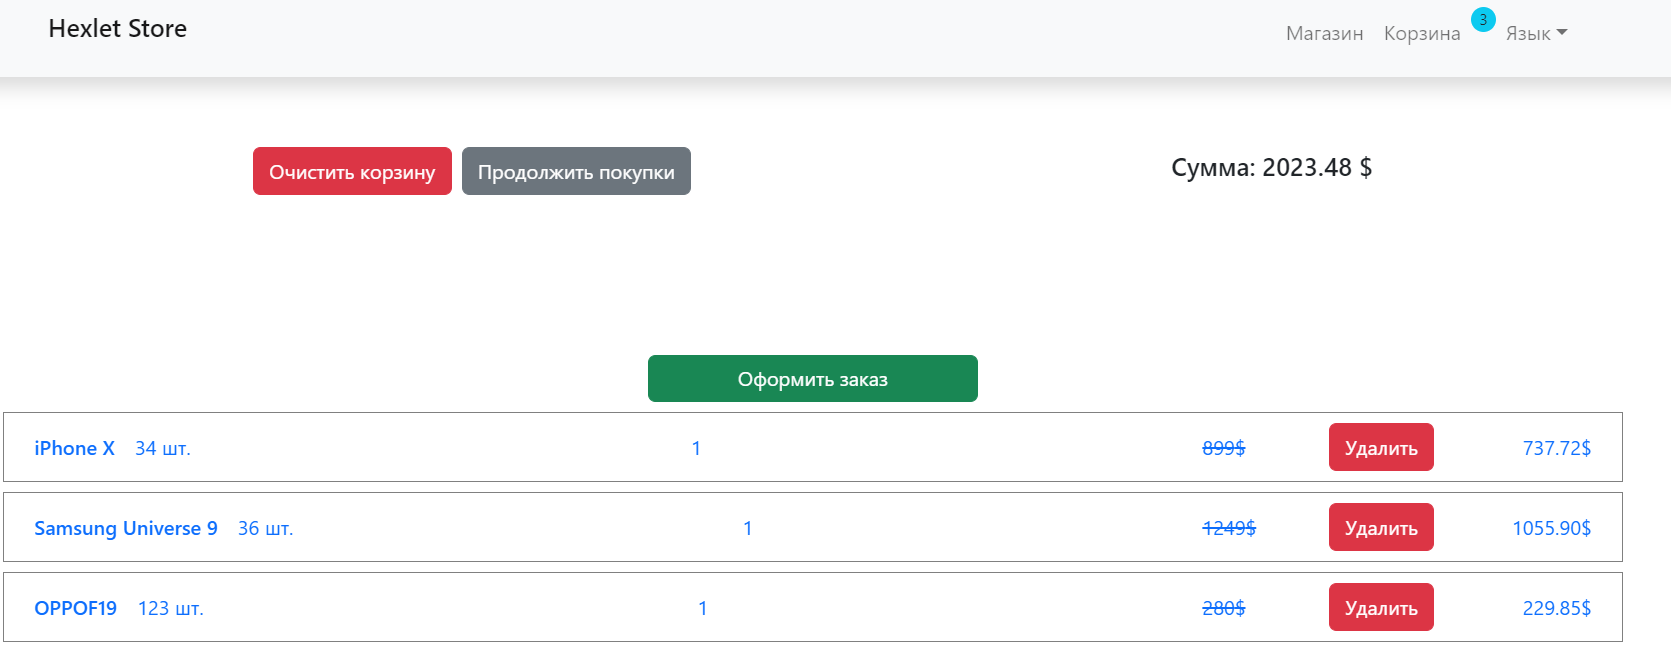 Hexlet Store Магазин Корзина 3 Язык
Очистить корзину Продолжить покупки Сумма: 2023.48 $
Оформить заказ
iPhone X 34 шт. 1 899$ Удалить 737.72$
Samsung Universe 9 36 шт. 1 1249$ Удалить 1055.90$
OPPOF19 123 шт. 1 280$ Удалить 229.85$